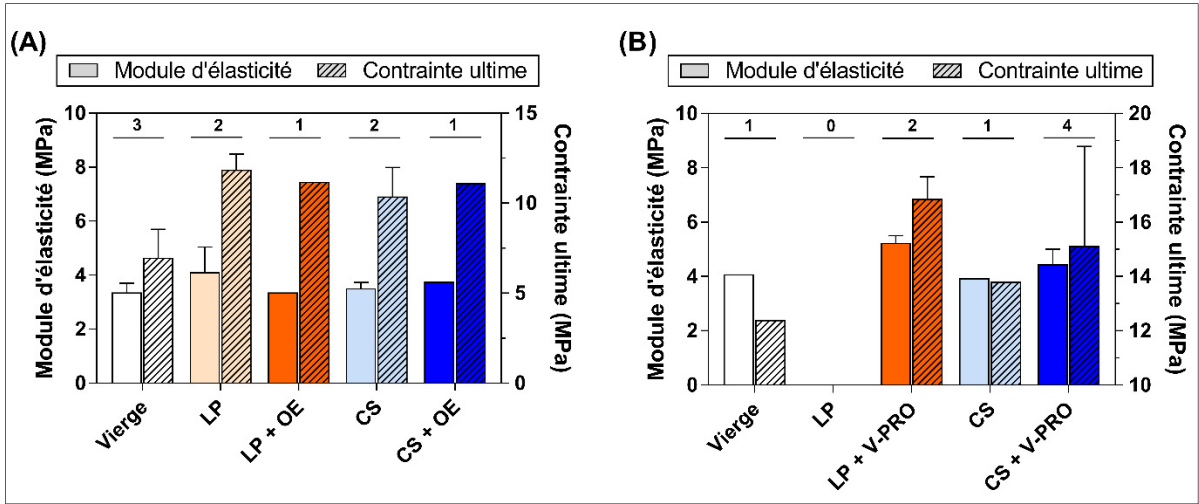 (A)
Module d'élasticité Contrainte ultime
Module d'élasticité (MPa)
10
8
6
4
2
0
3 2 1 2 1
15
10
5
0
Contrainte ultime (MPa)
Vierge LP LP + OE CS CS + OE
(B)
Module d'élasticité Contrainte ultime
Module d'élasticité (MPa)
10
8
6
4
2
0
1 0 2 1 4
20
18
16
14
12
10
Contrainte ultime (MPa)
Vierge LP LP + V-PRO CS CS + V-PRO